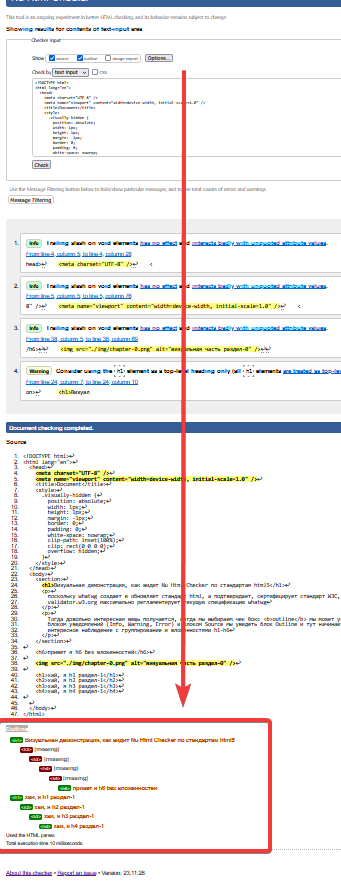 Nu Html Checker
This tool is an ongoing experiment in better HTML checking, and its behavior remains subject to change
Showing results for contents of text-input area
Checker Input
Show source outline image report Options...
Check by text input css
<!DOCTYPE html>
<html lang="en">
<head>
<meta charset="UTF-8" />
<meta name="viewport" content="width=device-width, initial-scale=1.0" />
<title>Document</title>
<style>
.visually-hidden {
position: absolute;
width: 1px;
height: 1px;
margin: -1px;
border: 0;
padding: 0;
white-space: nowrap;
Check
Use the Message Filtering button below to hide/show particular messages, and to see total counts of errors and warnings.
Message Filtering
1. Info Trailing slash on void elements has no effect and interacts badly with unquoted attribute values.
From line 4, column 5; to line 4, column 28
head>↩ <meta charset="UTF-8" />↩ <
2. Info Trailing slash on void elements has no effect and interacts badly with unquoted attribute values.
From line 5, column 5; to line 5, column 76
8" />↩ <meta name="viewport" content="width=device-width, initial-scale=1.0" />↩ <
3. Info Trailing slash on void elements has no effect and interacts badly with unquoted attribute values.
/h6>↩↩ <img src="./img/chapter-0.png" alt="визуальная часть раздел-0" />↩↩
4. Warning Consider using the h1 element as a top-level heading only (all h1 elements are treated as top-le
From line 24, column 7; to line 24, column 10
on>↩ <h1>Визуал
Document checking completed.
Source
1. <!DOCTYPE html>↩
2. <html lang="en">↩
3. <head>↩
4. <meta charset="UTF-8" />↩
5. <meta name="viewport" content="width=device-width, initial-scale=1.0" />↩
6. <title>Document</title>↩
7. <style>↩
8. .visually-hidden {↩
9. position: absolute;↩
10. width: 1px;↩
11. height: 1px;↩
12. margin: -1px;↩
13. border: 0;↩
14. padding: 0;↩
15. white-space: nowrap;↩
16. clip-path: inset(100%);↩
17. clip: rect(0 0 0 0);↩
18. overflow: hidden;↩
19. }↩
20. </style>↩
21. </head>↩
22. <body>↩
23. <section>↩
24. <h1>Визуальная демонстрация, как видит Nu Html Checker по стандартам html5</h1>↩
25. <p>↩
26. поскольку whatwg создает и обновляет стандарт html, а подтверждает, сертифицирует стандарт W3C,
27. validator.w3.org максимально регламентирует текущую спецификацию whatwg↩
28. </p>↩
29. <p>↩
30. Тогда довольно интересная вещь получается, когда мы выбираем чек бокс <b>outline</b> мы может у
31. блоком уведомлений (Info, Warning, Error) и блоком Source мы увидеть блок Outline и тут начинае
32. интересное наблюдение с группирование и вложенностями h1-h6↩
33. </p>↩
34. </section>↩
35. ↩
36. <h6>привет я h6 без вложенностей</h6>↩
37. ↩
38. <img src="./img/chapter-0.png" alt="визуальная часть раздел-0" />↩
39. ↩
40. <h1>хай, я h1 раздел-1</h1>↩
41. <h2>хай, я h2 раздел-1</h2>↩
42. <h3>хай, я h3 раздел-1</h3>↩
43. <h4>хай, я h4 раздел-1</h4>↩
44. ↩
45. ↩
46. </body>↩
47. </html>
<h1> Визуальная демонстрация, как видит Nu Html Checker по стандартам html5
<h2> [missing]
<h3> [missing]
<h4> [missing]
<h5> [missing]
<h6> привет я h6 без вложенностей
<h1> хай, я h1 раздел-1
<h2> хай, я h2 раздел-1
<h3> хай, я h3 раздел-1
<h4> хай, я h4 раздел-1
Used the HTML parser.
Total execution time 10 milliseconds.
About this checker • Report an issue • Version: 23.11.28